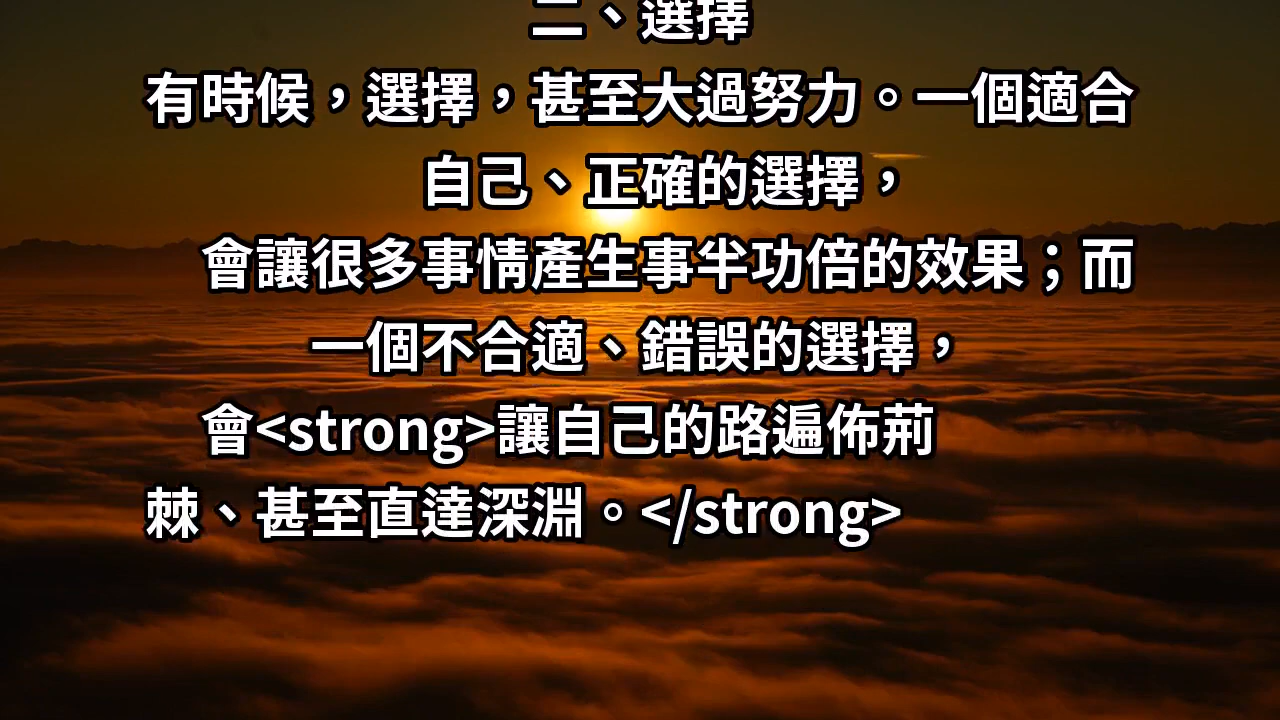 二、選擇
有時候，選擇，甚至大過努力。一個適合
自己、正確的選擇，
會讓很多事情產生事半功倍的效果；而
一個不合適、錯誤的選擇，
會<strong>讓自己的路遍佈荊
棘、甚至直達深淵。</strong>